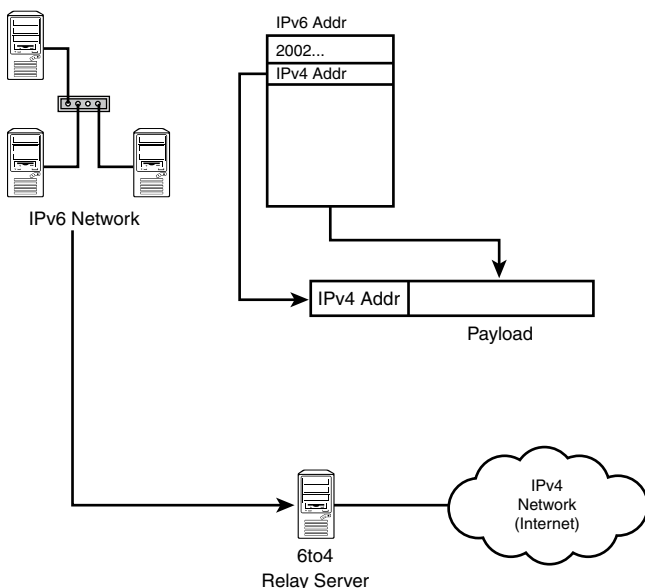 IPv6 Addr
2002...
IPv4 Addr
IPv6 Network
IPv4 Addr
Payload
IPv4
Network
(Internet)
6to4
Relay Server